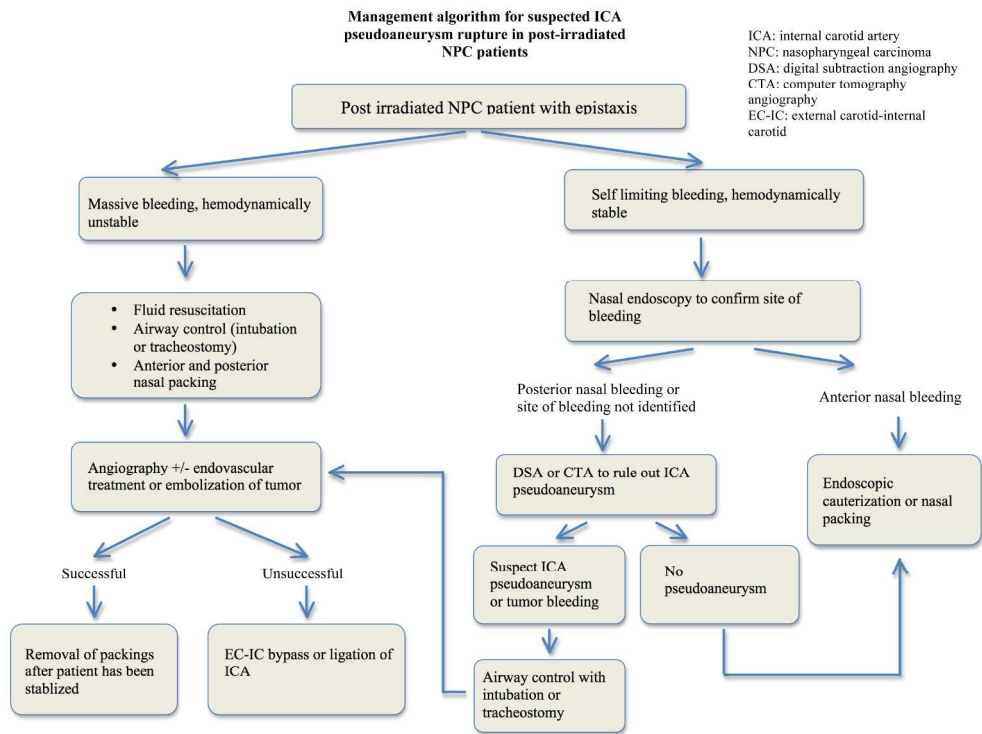 Management algorithm for suspected ICA
pseudoaneurysm rupture in post-irradiated
NPC patients
ICA: internal carotid artery
NPC: nasopharyngeal carcinoma
DSA: digital subtraction angiography
CTA: computer tomography
angiography
EC-IC: external carotid-internal
carotid
Post irradiated NPC patient with epistaxis
Massive bleeding, hemodynamically
unstable
Self limiting bleeding, hemodynamically
stable
• Fluid resuscitation
• Airway control (intubation
or tracheostomy)
• Anterior and posterior
nasal packing
Nasal endoscopy to confirm site of
bleeding
Posterior nasal bleeding or
site of bleeding not identified
Anterior nasal bleeding
Angiography +/- endovascular
treatment or embolization of tumor
DSA or CTA to rule out ICA
pseudoaneurysm
Endoscopic
cauterization or nasal
packing
Successful
Unsuccessful
Suspect ICA
pseudoaneurysm
or tumor bleeding
No
pseudoaneurysm
Removal of packings
after patient has been
stablized
EC-IC bypass or ligation of
ICA
Airway control with
intubation or
tracheostomy